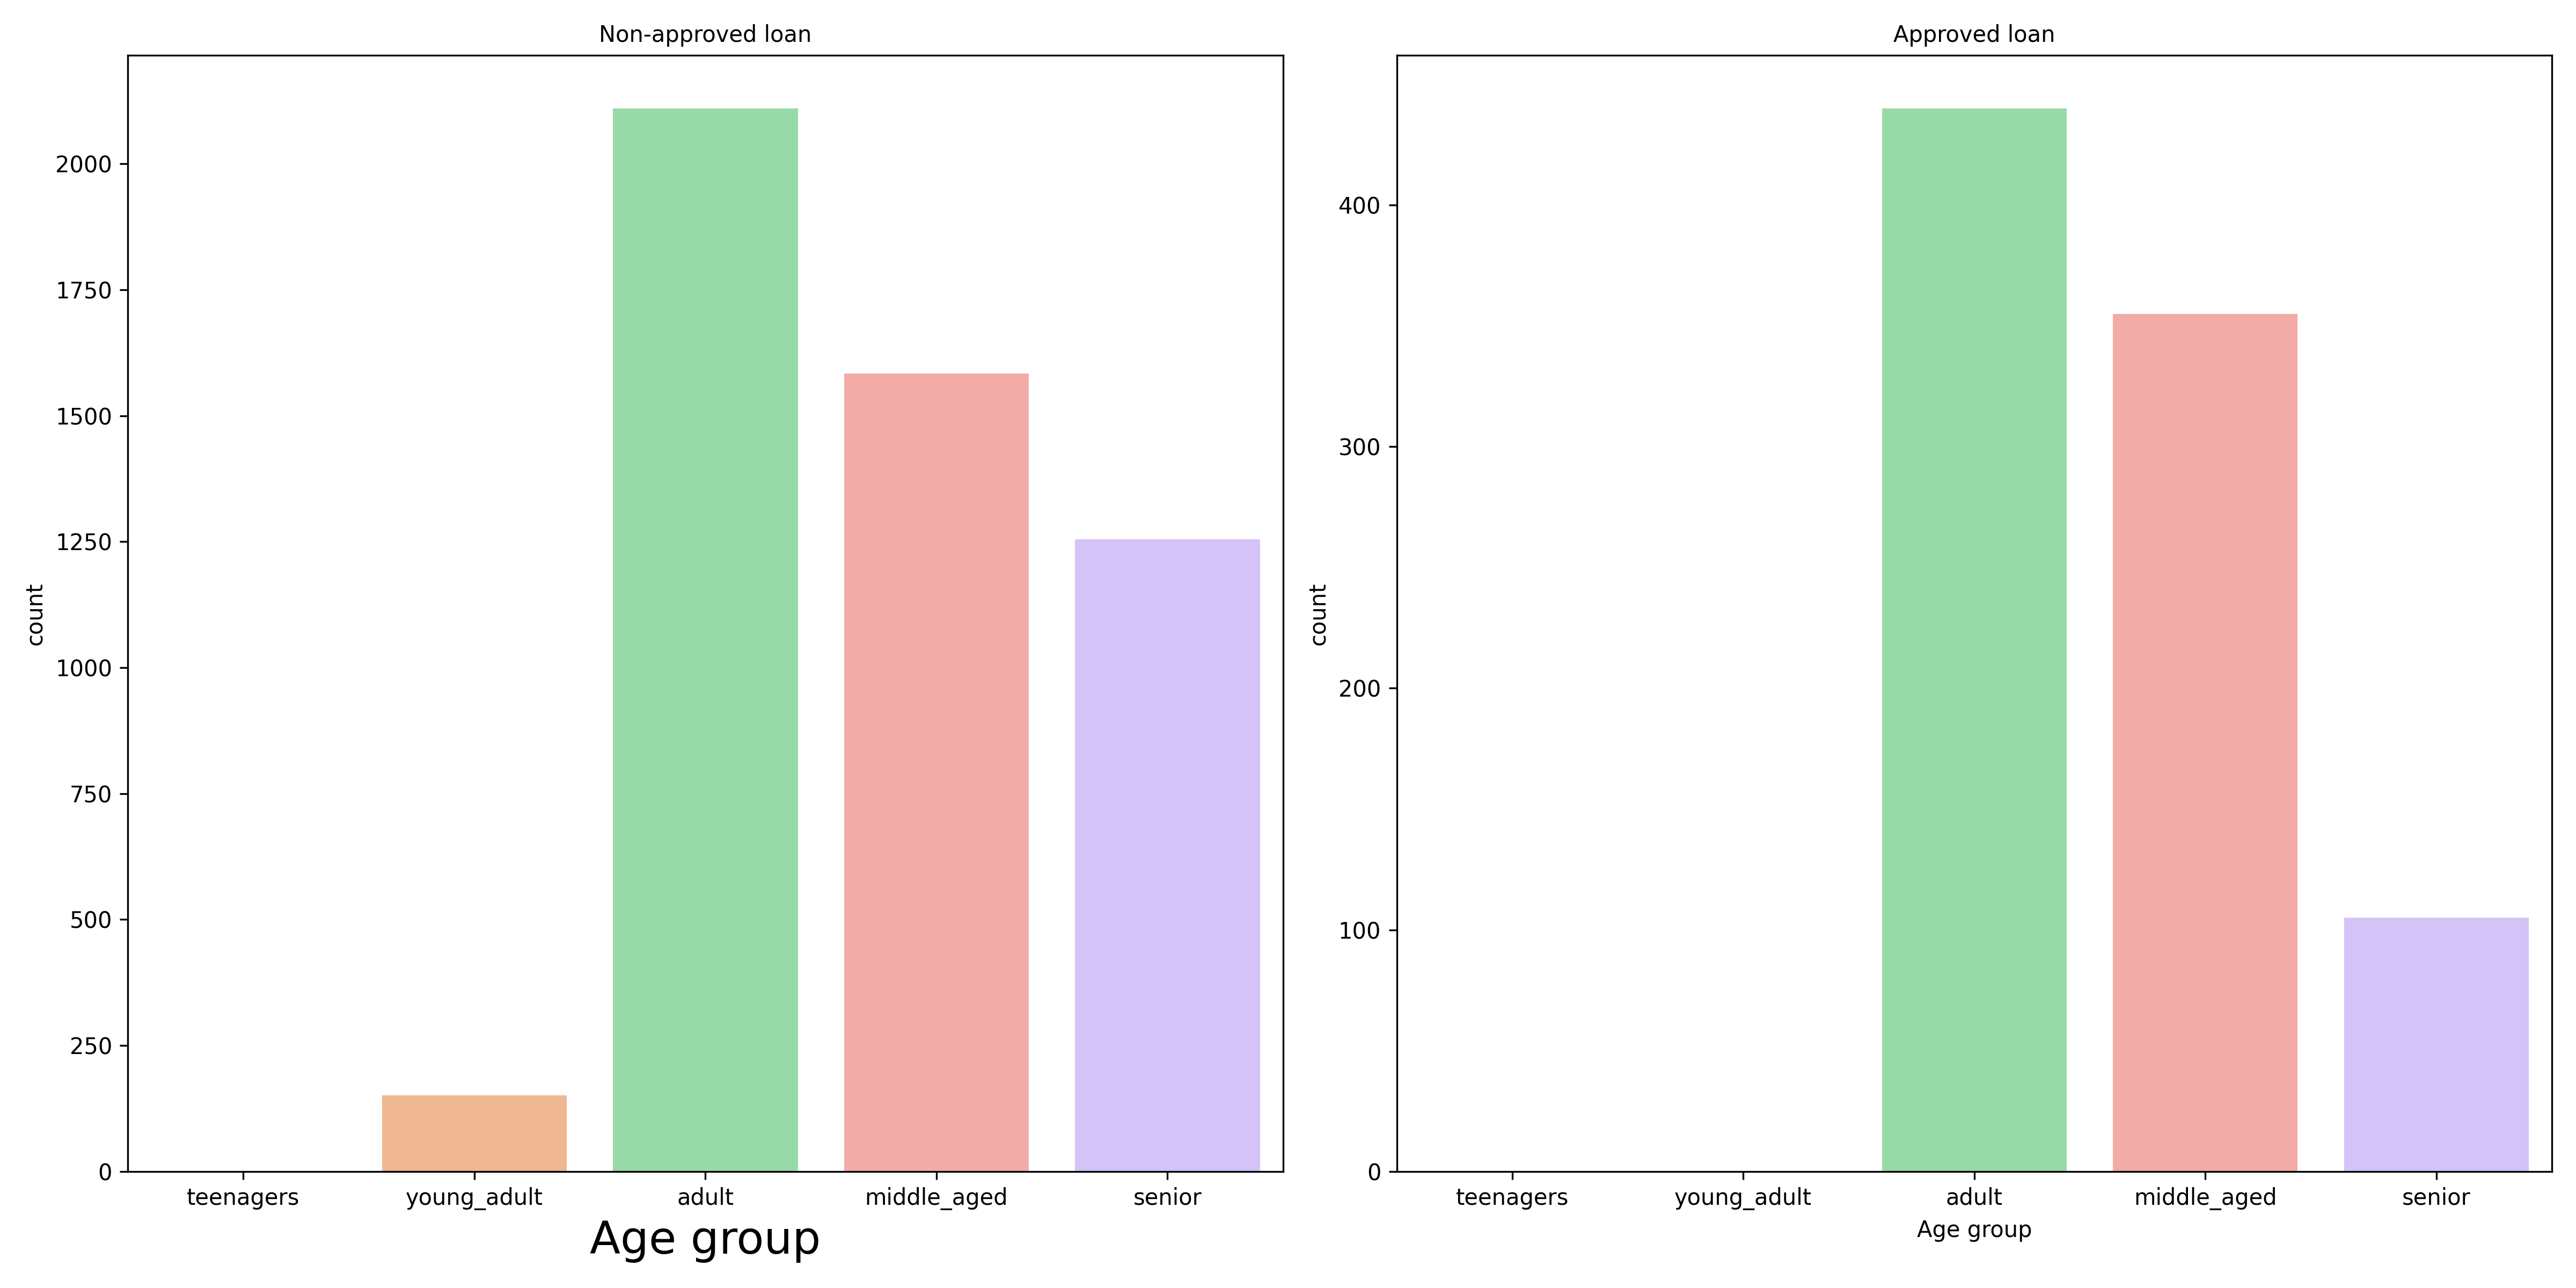 Non-approved loan
2000
1750
1500
1250
1000
750
500
250
0
count
teenagers young_adult adult middle_aged senior
Age group
Approved loan
400
300
200
100
0
count
teenagers young_adult adult middle_aged senior
Age group